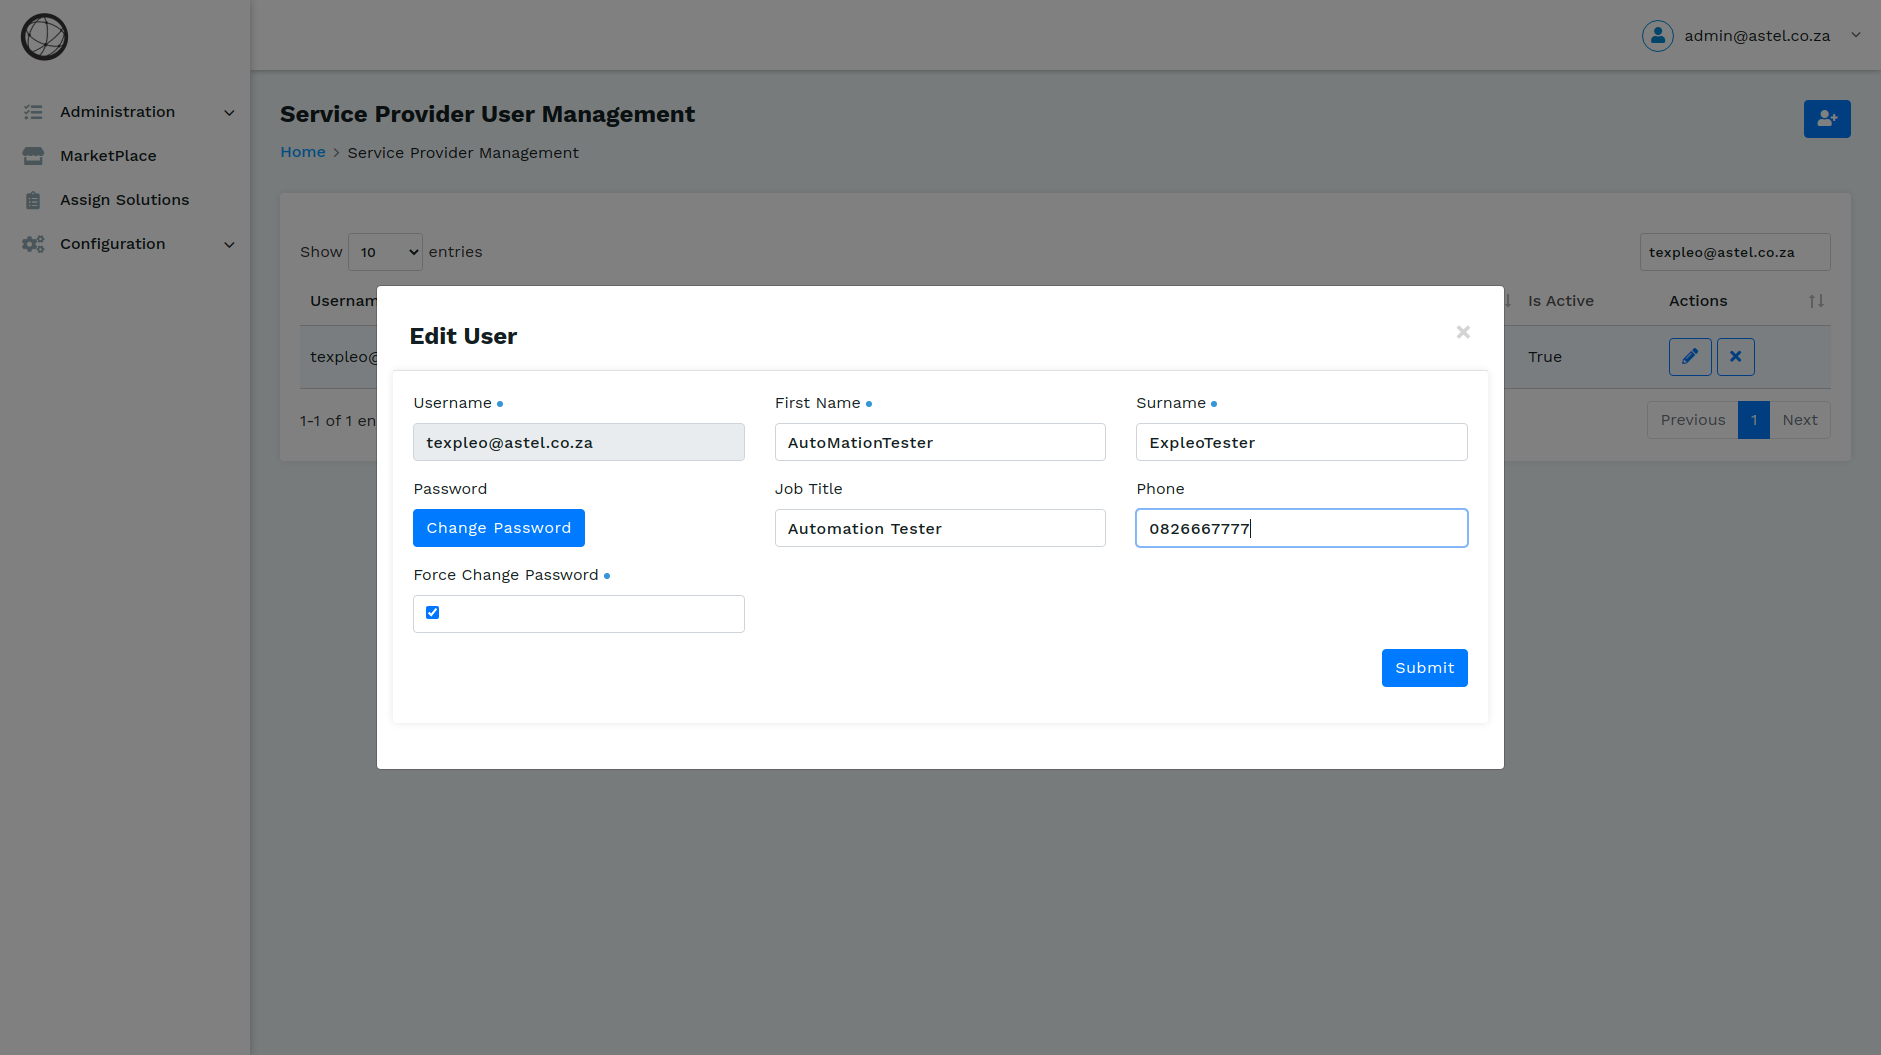 admin@astel.co.za
Administration
MarketPlace
Assign Solutions
Configuration
Service Provider User Management
Home > Service Provider Management
Show 10 entries
texpleo@astel.co.za
Usernam
Is Active
Actions
texpleo@
True
1-1 of 1 en
Previous 1 Next
Edit User
Username
First Name
Surname
texpleo@astel.co.za
AutoMationTester
ExpleoTester
Password
Job Title
Phone
Change Password
Automation Tester
0826667777
Force Change Password
Submit